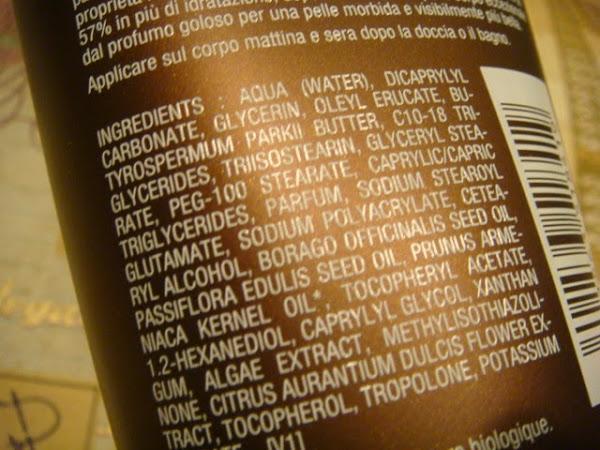 proprietà
57% in più di idratazione,
dal profumo goloso per una pelle morbida e visibilmente più bella.
Applicare sul corpo mattina e sera dopo la doccia o il bagno.
INGREDIENTS : AQUA (WATER), DICAPRYLYL
CARBONATE, GLYCERIN, OLEYL ERUCATE, BU-
TYROSPERMUM PARKII BUTTER, C10-18 TRI-
GLYCERIDES, TRIISOSTEARIN, GLYCERYL STEA-
RATE, PEG-100 STEARATE, CAPRYLIC/CAPRIC
TRIGLYCERIDES, PARFUM, SODIUM STEAROYL
GLUTAMATE, SODIUM POLYACRYLATE, CETEA-
RYL ALCOHOL, BORAGO OFFICINALIS SEED OIL,
PASSIFLORA EDULIS SEED OIL, PRUNUS ARME-
NIACA KERNEL OIL*, TOCOPHERYL ACETATE,
1.2-HEXANEDIOL, CAPRYLYL GLYCOL, XANTHAN
GUM, ALGAE EXTRACT, METHYLISOTHIAZOLI-
NONE, CITRUS AURANTIUM DULCIS FLOWER EX-
TRACT, TOCOPHEROL, TROPOLONE, POTASSIUM
[V1]
biologique.